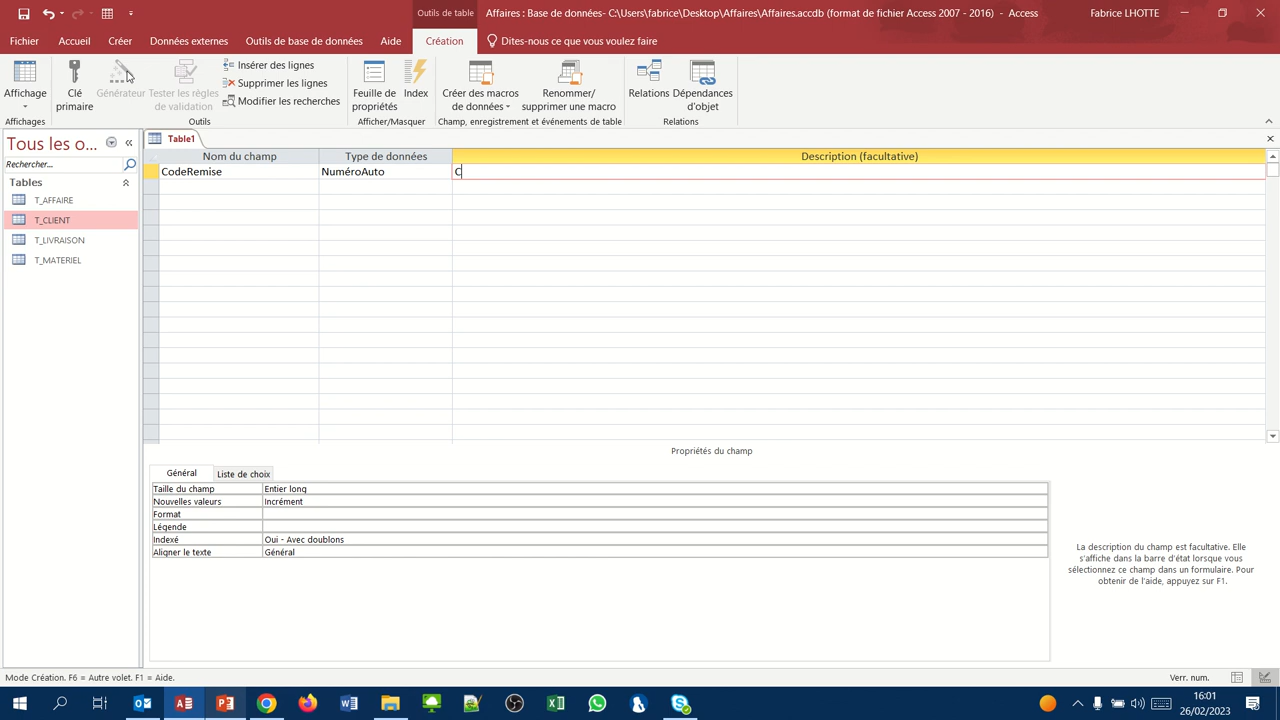 Outils de table
Affaires : Base de données- C:\Users\fabrice\Desktop\Affaires\Affaires.accdb (format de fichier Access 2007 - 2016) - Access
Fabrice LHOTTE
Fichier
Accueil
Créer
Données externes
Outils de base de données
Aide
Création
Dites-nous ce que vous voulez faire
Affichage
Affichages
Clé
primaire
Générateur
Tester les règles
de validation
Insérer des lignes
Supprimer les lignes
Modifier les recherches
Outils
Feuille de
propriétés
Index
Afficher/Masquer
Créer des macros
de données
Renommer/
supprimer une macro
Champ, enregistrement et événements de table
Relations
Dépendances
d'objet
Relations
Tous les o...
Rechercher...
Tables
T_AFFAIRE
T_CLIENT
T_LIVRAISON
T_MATERIEL
Table1
Nom du champ
Type de données
Description (facultative)
CodeRemise
NuméroAuto
C
Propriétés du champ
Général
Liste de choix
Taille du champ
Entier long
Nouvelles valeurs
Incrément
Format
Légende
Indexé
Oui - Avec doublons
Aligner le texte
Général
La description du champ est facultative. Elle
s'affiche dans la barre d'état lorsque vous
sélectionnez ce champ dans un formulaire. Pour
obtenir de l'aide, appuyez sur F1.
Mode Création. F6 = Autre volet. F1 = Aide.
Verr. num.
16:01
26/02/2023